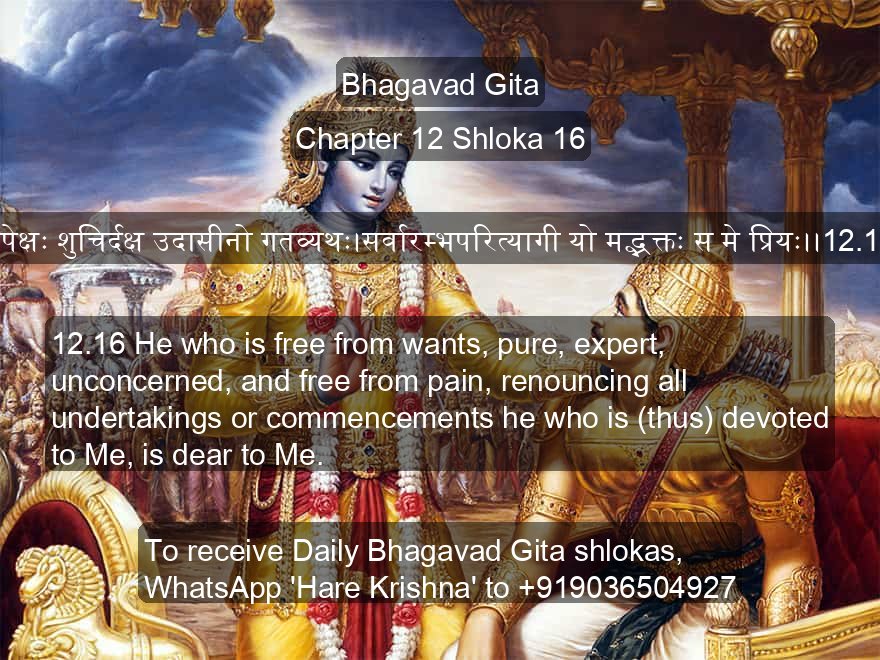 Bhagavad Gita
Chapter 12 Shloka 16
पेक्षः शुचिर्दक्ष उदासीनो गतव्यथः।सर्वारम्भपरित्यागी यो मद्भक्तः स मे प्रियः।।12.1
12.16 He who is free from wants, pure, expert,
unconcerned, and free from pain, renouncing all
undertakings or commencements he who is (thus) devoted
to Me, is dear to Me.
To receive Daily Bhagavad Gita shlokas,
WhatsApp 'Hare Krishna' to +919036504927